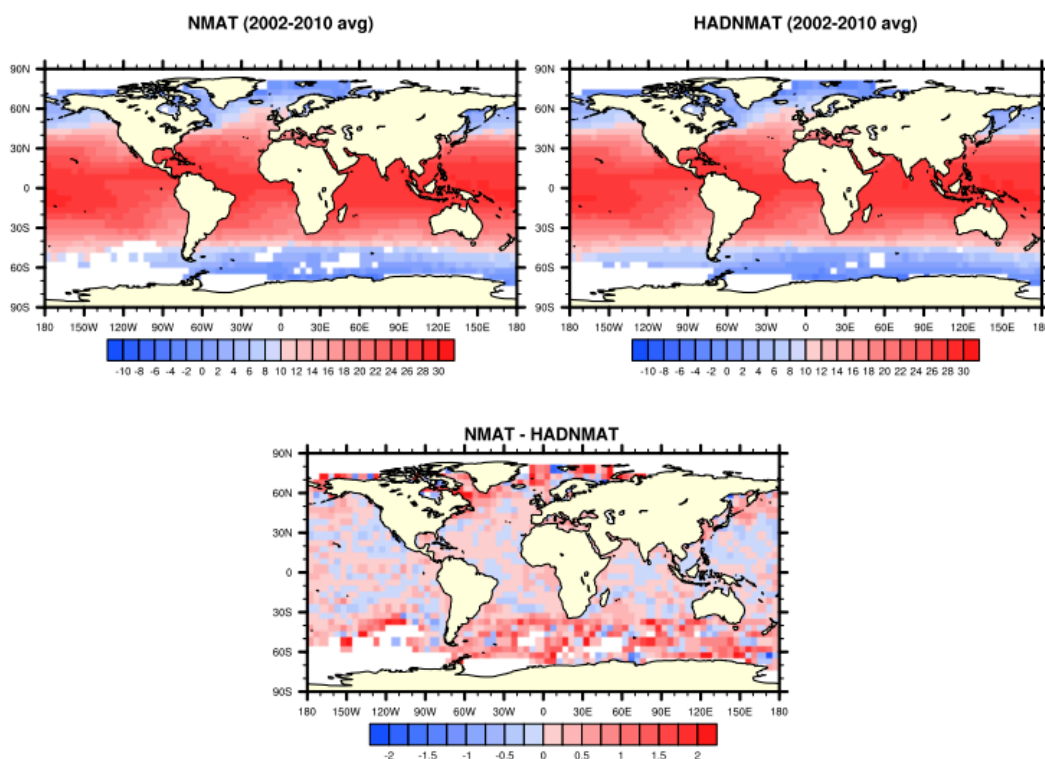 NMAT (2002-2010 avg)
90N
60N
30N
0
30S
60S
90S
180 150W 120W 90W 60W 30W 0 30E 60E 90E 120E 150E 180
-10 -8 -6 -4 -2 0 2 4 6 8 10 12 14 16 18 20 22 24 26 28 30
HADNMAT (2002-2010 avg)
90N
60N
30N
0
30S
60S
90S
180 150W 120W 90W 60W 30W 0 30E 60E 90E 120E 150E 180
-10 -8 -6 -4 -2 0 2 4 6 8 10 12 14 16 18 20 22 24 26 28 30
NMAT - HADNMAT
90N
60N
30N
0
30S
60S
90S
180 150W 120W 90W 60W 30W 0 30E 60E 90E 120E 150E 180
-2 -1.5 -1 -0.5 0 0.5 1 1.5 2